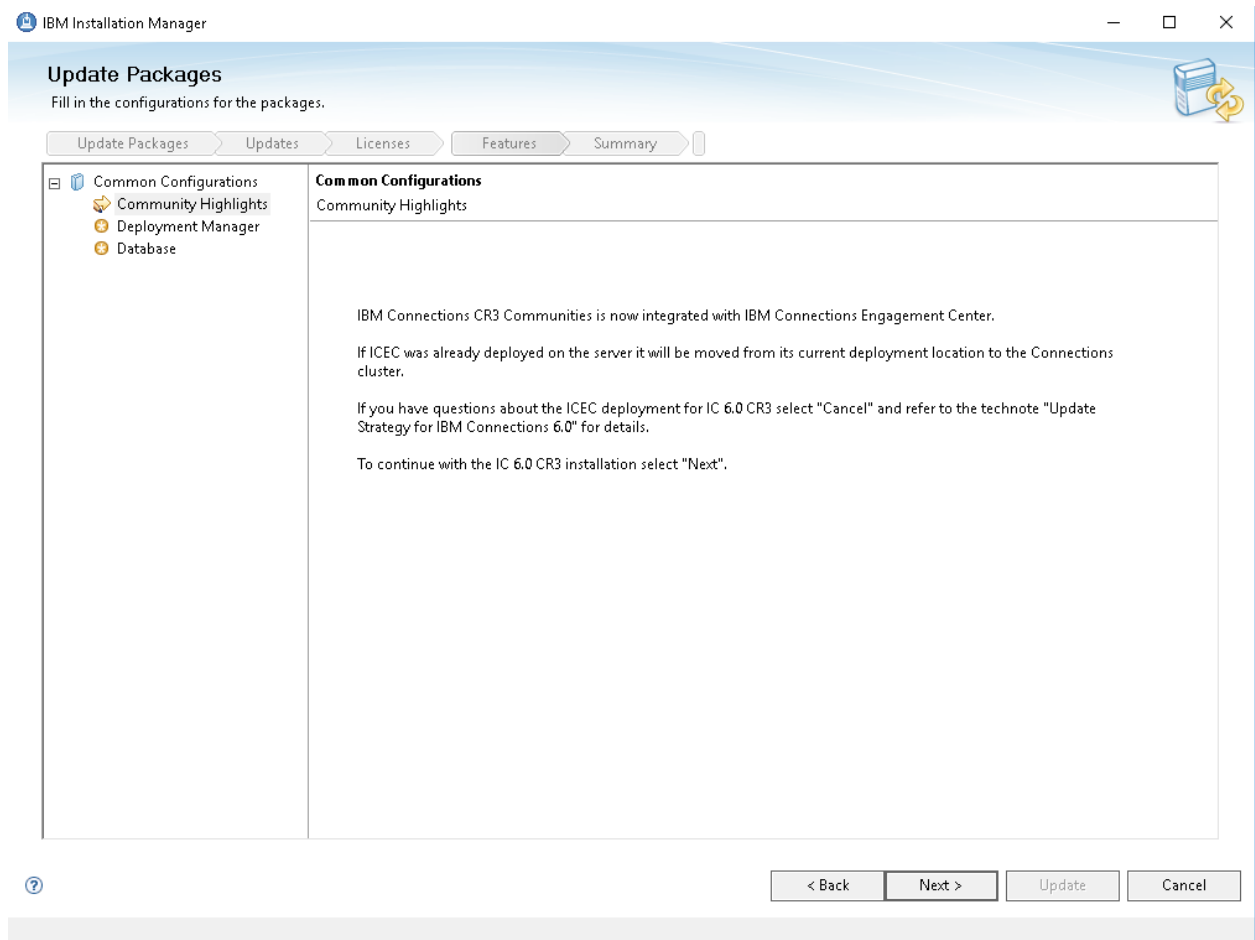 IBM Installation Manager
Update Packages
Fill in the configurations for the packages.
Update Packages
Updates
Licenses
Features
Summary
Common Configurations
Community Highlights
Deployment Manager
Database
Common Configurations
Community Highlights
IBM Connections CR3 Communities is now integrated with IBM Connections Engagement Center.
If ICEC was already deployed on the server it will be moved from its current deployment location to the Connections
cluster.
If you have questions about the ICEC deployment for IC 6.0 CR3 select "Cancel" and refer to the technote "Update
Strategy for IBM Connections 6.0" for details.
To continue with the IC 6.0 CR3 installation select "Next".
?
< Back
Next >
Update
Cancel